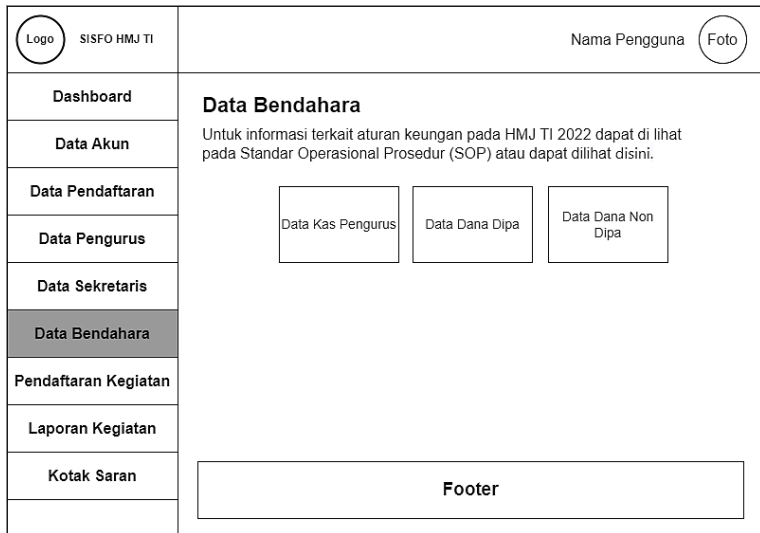 Logo
SISFO HMJ TI
Nama Pengguna
Foto
Dashboard
Data Akun
Data Pendaftaran
Data Pengurus
Data Sekretaris
Data Bendahara
Pendaftaran Kegiatan
Laporan Kegiatan
Kotak Saran
Data Bendahara
Untuk informasi terkait aturan keungan pada HMJ TI 2022 dapat di lihat
pada Standar Operasional Prosedur (SOP) atau dapat dilihat disini.
Data Kas Pengurus
Data Dana Dipa
Data Dana Non
Dipa
Footer